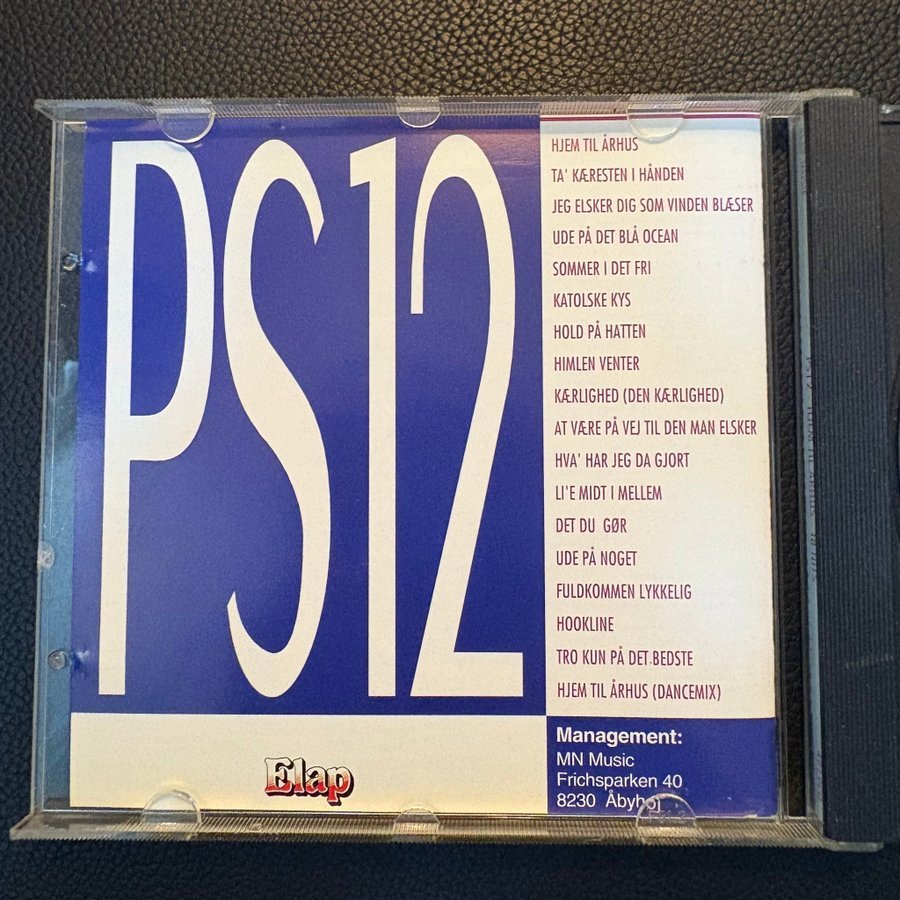 PS12
HJEM TIL ÅRHUS
TA' KÆRESTEN I HÅNDEN
JEG ELSKER DIG SOM VINDEN BLÆSER
UDE PÅ DET BLÅ OCEAN
SOMMER I DET FRI
KATOLSKE KYS
HOLD PÅ HATTEN
HIMLEN VENTER
KÆRLIGHED (DEN KÆRLIGHED)
AT VÆRE PÅ VEJ TIL DEN MAN ELSKER
HVA' HAR JEG DA GJORT
LI'E MIDT I MELLEM
DET DU GØR
UDE PÅ NOGET
FULDKOMMEN LYKKELIG
HOOKLINE
TRO KUN PÅ DET BEDSTE
HJEM TIL ÅRHUS (DANCEMIX)
Elap
Management:
MN Music
Frichsparken 40
8230 Åbyhøj